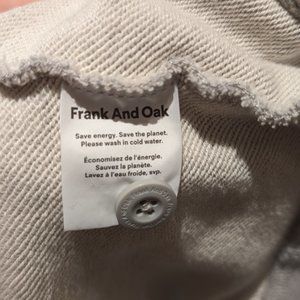 Frank And Oak
Save energy. Save the planet.
Please wash in cold water.
Économisez de l'énergie.
Sauvez la planète.
Lavez à l'eau froide, svp.